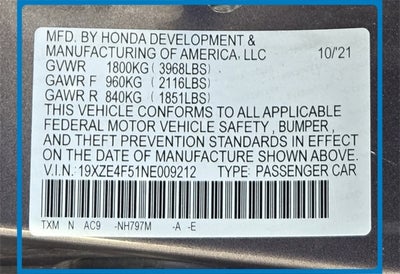 MFD. BY HONDA DEVELOPMENT &
MANUFACTURING OF AMERICA, LLC 10/'21
GVWR 1800KG (3968LBS)
GAWR F 960KG (2116LBS)
GAWR R 840KG (1851LBS)
THIS VEHICLE CONFORMS TO ALL APPLICABLE
FEDERAL MOTOR VEHICLE SAFETY , BUMPER,
AND THEFT PREVENTION STANDARDS IN EFFECT
ON THE DATE OF MANUFACTURE SHOWN ABOVE.
V.I.N.: 19XZE4F51NE009212 TYPE: PASSENGER CAR
TXM N AC9 -NH797M -A -E